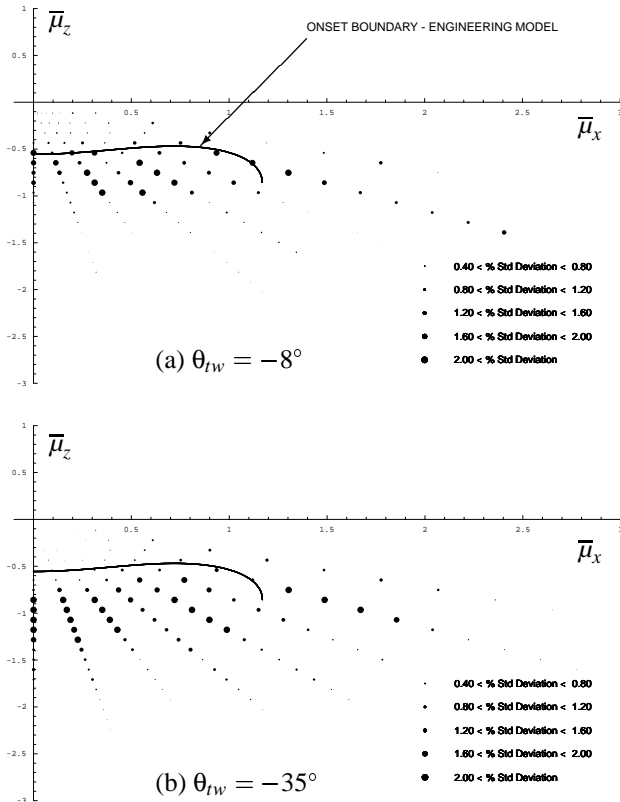 μ̅z
ONSET BOUNDARY - ENGINEERING MODEL
1
0.5
0.5 1 1.5 2 2.5 3
μ̅x
-0.5
-1
-1.5
-2
-2.5
-3
0.40 < % Std Deviation < 0.80
0.80 < % Std Deviation < 1.20
1.20 < % Std Deviation < 1.60
1.60 < % Std Deviation < 2.00
2.00 < % Std Deviation
(a) θtw = −8°
μ̅z
1
0.5
0.5 1 1.5 2 2.5 3
μ̅x
-0.5
-1
-1.5
-2
-2.5
-3
0.40 < % Std Deviation < 0.80
0.80 < % Std Deviation < 1.20
1.20 < % Std Deviation < 1.60
1.60 < % Std Deviation < 2.00
2.00 < % Std Deviation
(b) θtw = −35°